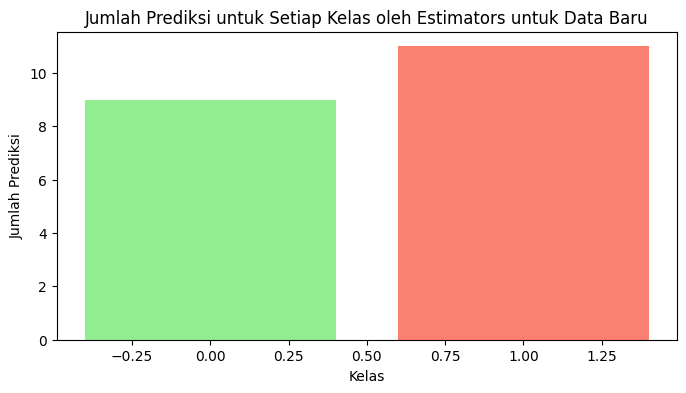 Jumlah Prediksi untuk Setiap Kelas oleh Estimators untuk Data Baru
Jumlah Prediksi
10
8
6
4
2
0
−0.25 0.00 0.25 0.50 0.75 1.00 1.25
Kelas